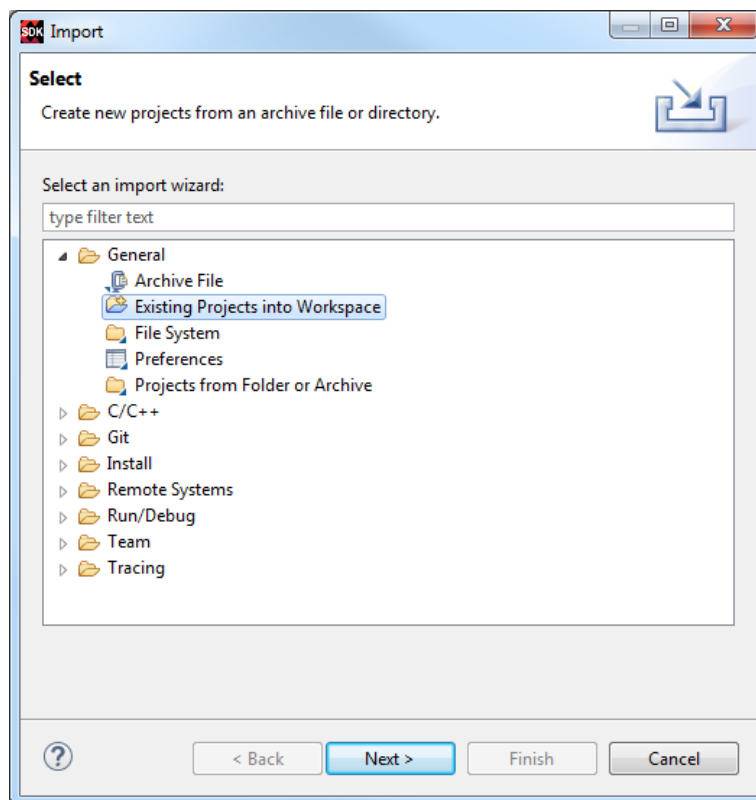 SDK Import
Select
Create new projects from an archive file or directory.
Select an import wizard:
type filter text
General
Archive File
Existing Projects into Workspace
File System
Preferences
Projects from Folder or Archive
C/C++
Git
Install
Remote Systems
Run/Debug
Team
Tracing
? < Back Next > Finish Cancel